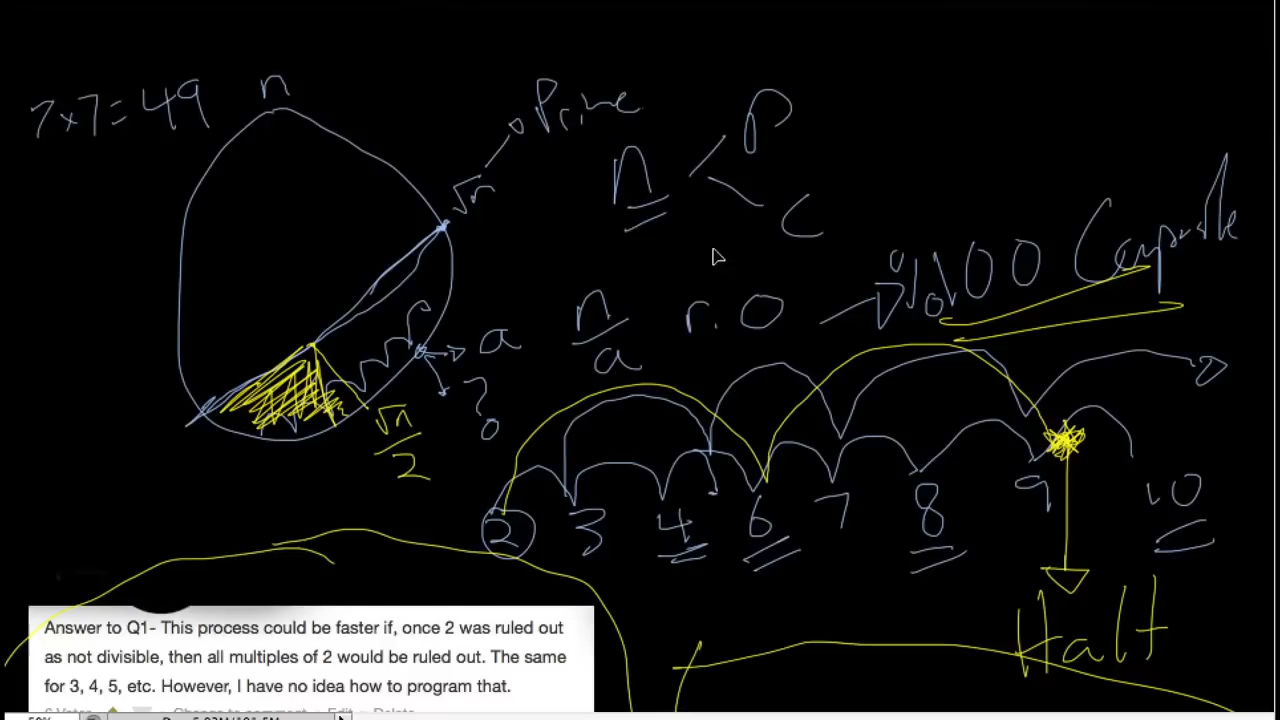 7x7=49
n
√n
Prime
n
P
C
n/a r.0
100 Composite
a
?
√n/2
2 3 4 6 7 8 9 10
Halt
Answer to Q1- This process could be faster if, once 2 was ruled out
as not divisible, then all multiples of 2 would be ruled out. The same
for 3, 4, 5, etc. However, I have no idea how to program that.